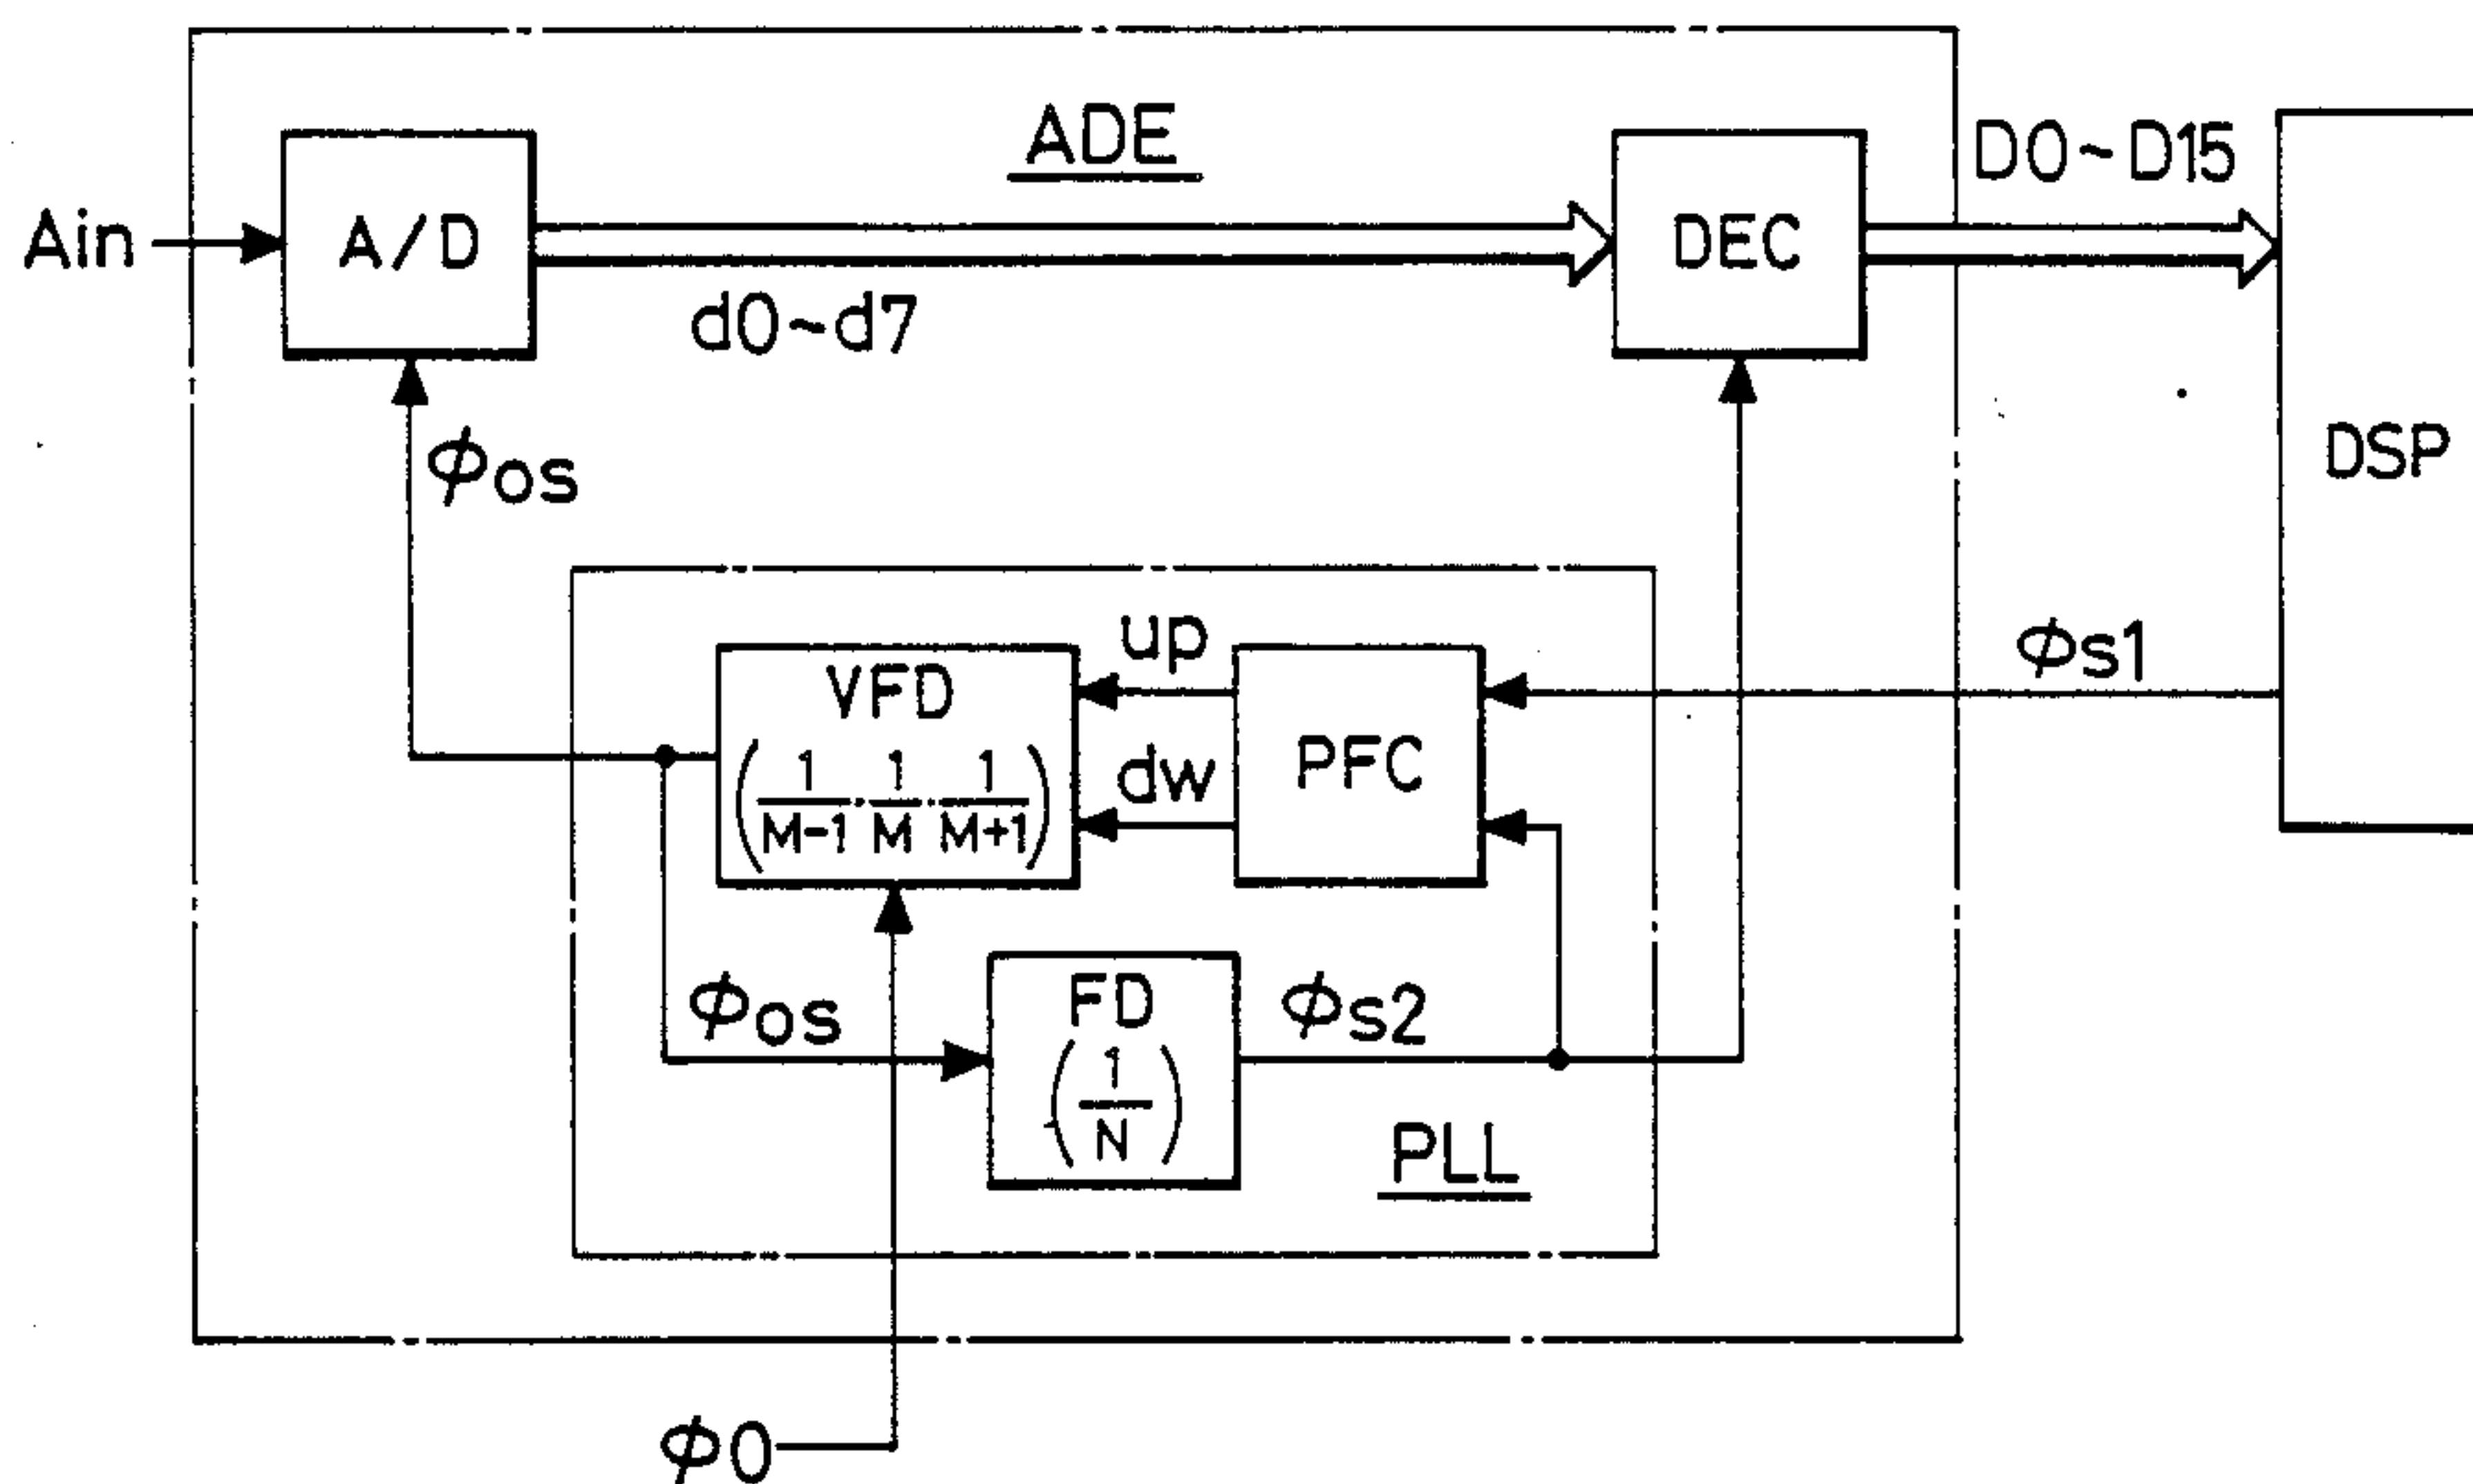 ADE
Ain
A/D
DEC
D0~D15
d0~d7
DSP
φos
φs1
up
VFD
(1/M-1 · 1/M · 1/M+1)
dw
PFC
φos
FD
(1/N)
φs2
PLL
φ0